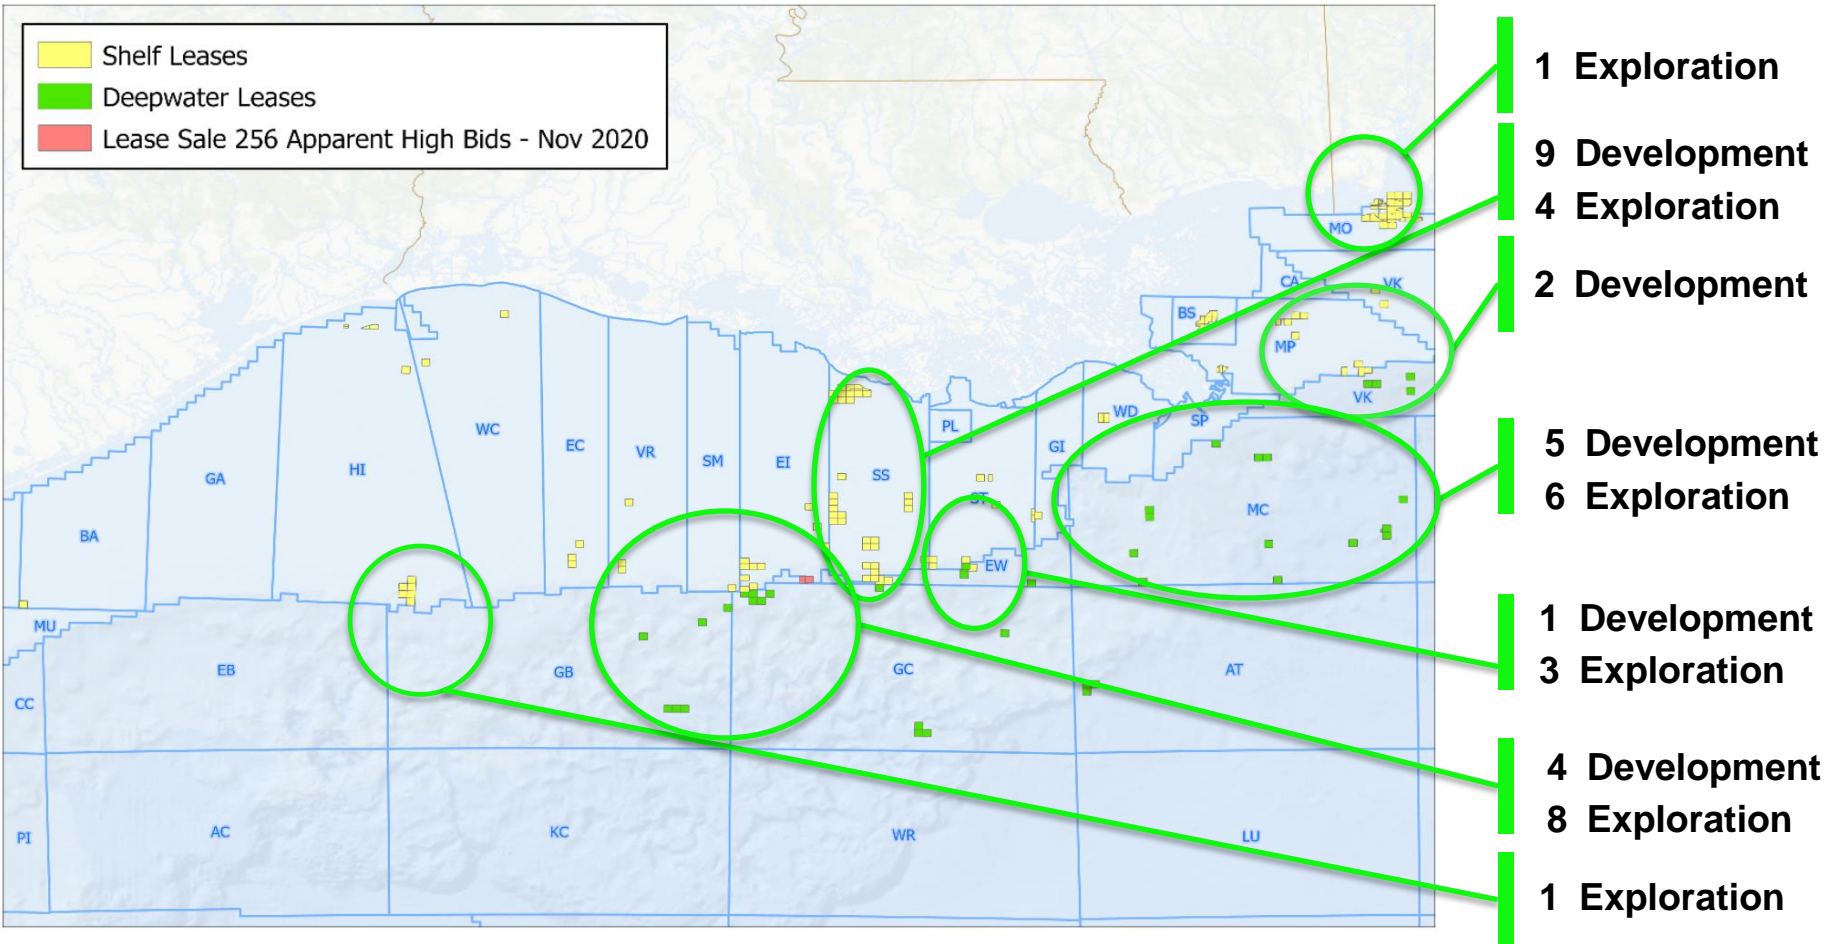 Shelf Leases
Deepwater Leases
Lease Sale 256 Apparent High Bids - Nov 2020
1 Exploration
9 Development
4 Exploration
2 Development
5 Development
6 Exploration
1 Development
3 Exploration
4 Development
8 Exploration
1 Exploration
MO
CA
VK
BS
MP
VK
WD
SP
PL
GI
WC
EC
VR
SM
EI
SS
ST
GA
HI
BA
MC
EW
MU
EB
GB
GC
AT
CC
PI
AC
KC
WR
LU